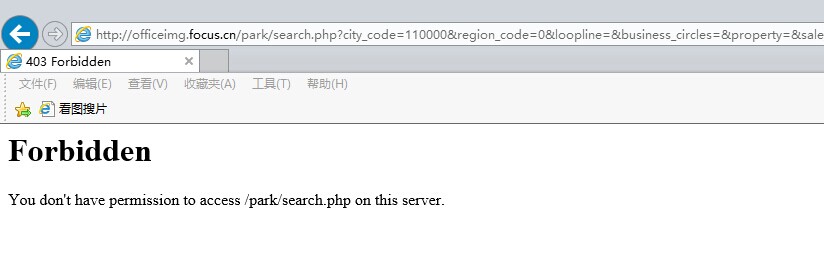 http://officeimg.focus.cn/park/search.php?city_code=110000&region_code=0&loopline=&business_circles=&property=&sale
403 Forbidden
文件(F) 编辑(E) 查看(V) 收藏夹(A) 工具(T) 帮助(H)
看图搜片
Forbidden
You don't have permission to access /park/search.php on this server.